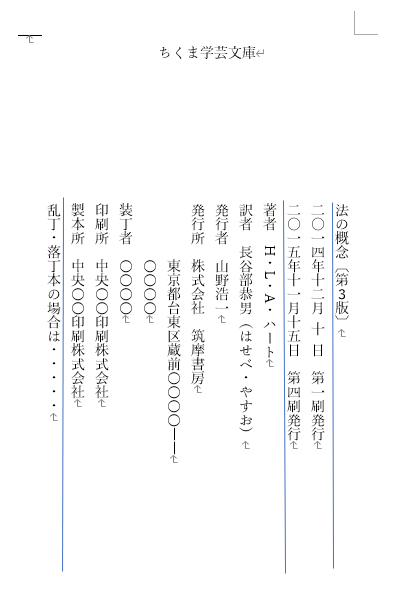 ちくま学芸文庫
法の概念〔第3版〕
二〇一四年十二月 十 日　第一刷発行
二〇一五年十一月十五日　第四刷発行
著者　H・L・A・ハート
訳者　長谷部恭男（はせべ・やすお）
発行者　山野浩一
発行所　株式会社　筑摩書房
東京都台東区蔵前〇〇〇〇ーー
〇〇〇〇
装丁者　〇〇〇〇
印刷所　中央〇〇印刷株式会社
製本所　中央〇〇印刷株式会社
乱丁・落丁本の場合は・・・・・